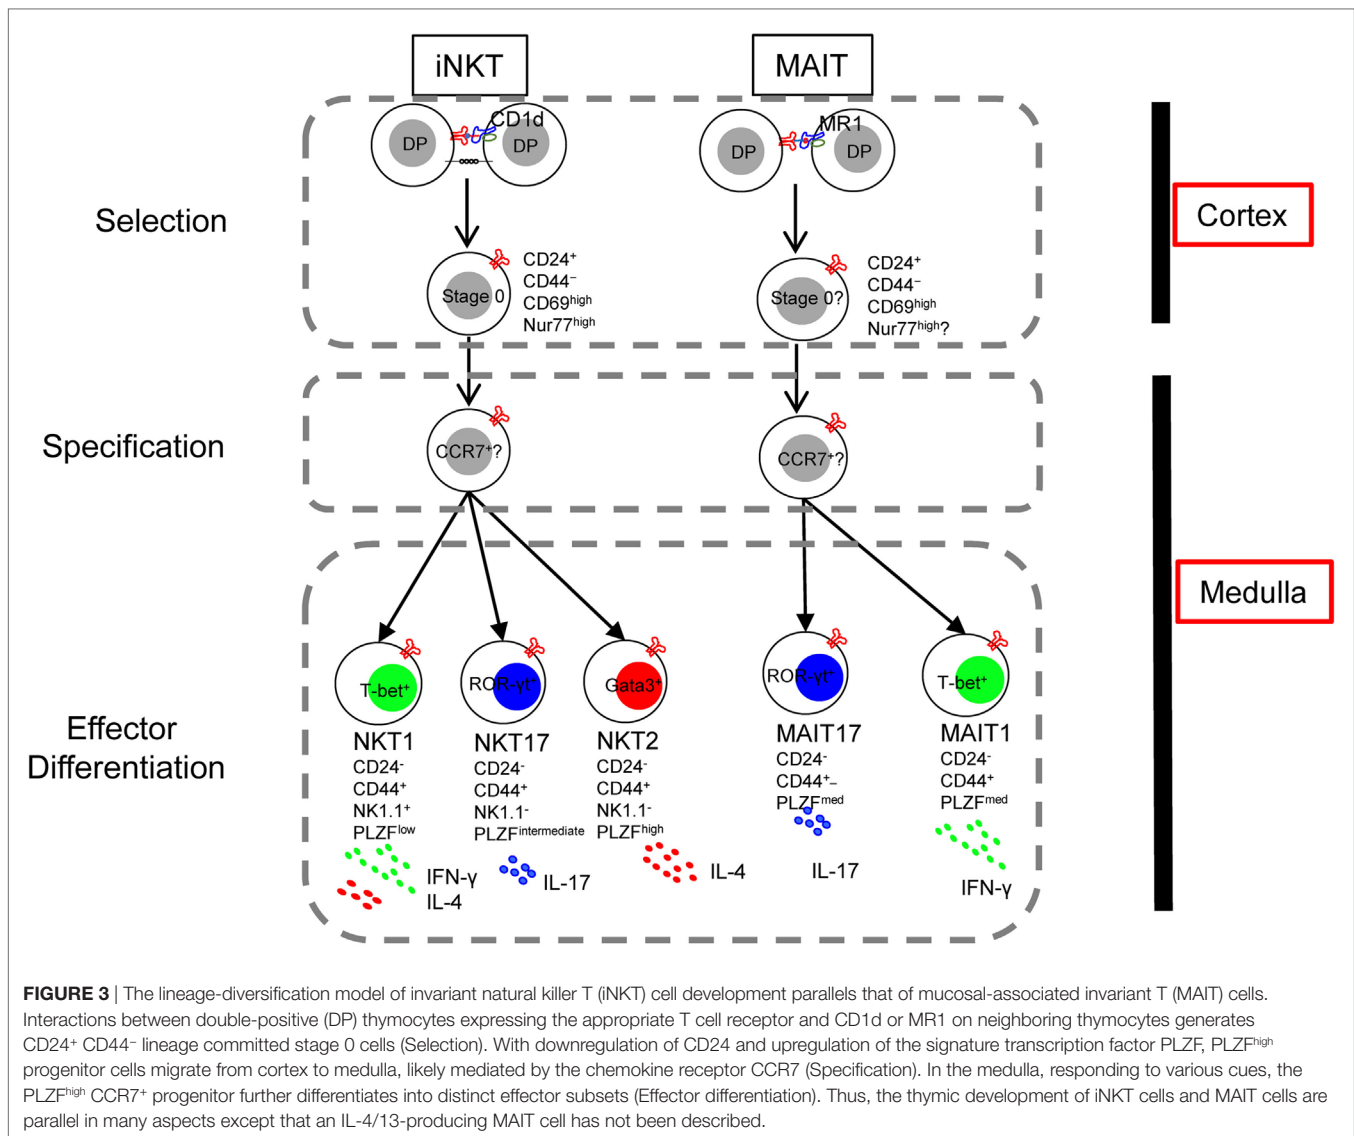 iNKT
MAIT
CD1d
DP
DP
MR1
DP
DP
Selection
Cortex
Stage 0
CD24⁺
CD44⁻
CD69ʰⁱᵍʰ
Nur77ʰⁱᵍʰ
Stage 0?
CD24⁺
CD44⁻
CD69ʰⁱᵍʰ
Nur77ʰⁱᵍʰ?
Specification
CCR7⁺?
CCR7⁺?
Medulla
Effector
Differentiation
T-bet⁺
ROR-γt⁺
Gata3⁺
ROR-γt⁺
T-bet⁺
NKT1
CD24⁻
CD44⁺
NK1.1⁺
PLZFˡᵒʷ
IFN-γ
IL-4
NKT17
CD24⁻
CD44⁺
NK1.1⁻
PLZFⁱⁿᵗᵉʳᵐᵉᵈⁱᵃᵗᵉ
IL-17
NKT2
CD24⁻
CD44⁺
NK1.1⁻
PLZFʰⁱᵍʰ
IL-4
MAIT17
CD24⁻
CD44⁺₋
PLZFᵐᵉᵈ
IL-17
MAIT1
CD24⁻
CD44⁺
PLZFᵐᵉᵈ
IFN-γ
FIGURE 3 | The lineage-diversification model of invariant natural killer T (iNKT) cell development parallels that of mucosal-associated invariant T (MAIT) cells.
Interactions between double-positive (DP) thymocytes expressing the appropriate T cell receptor and CD1d or MR1 on neighboring thymocytes generates
CD24⁺ CD44⁻ lineage committed stage 0 cells (Selection). With downregulation of CD24 and upregulation of the signature transcription factor PLZF, PLZFʰⁱᵍʰ
progenitor cells migrate from cortex to medulla, likely mediated by the chemokine receptor CCR7 (Specification). In the medulla, responding to various cues, the
PLZFʰⁱᵍʰ CCR7⁺ progenitor further differentiates into distinct effector subsets (Effector differentiation). Thus, the thymic development of iNKT cells and MAIT cells are
parallel in many aspects except that an IL-4/13-producing MAIT cell has not been described.